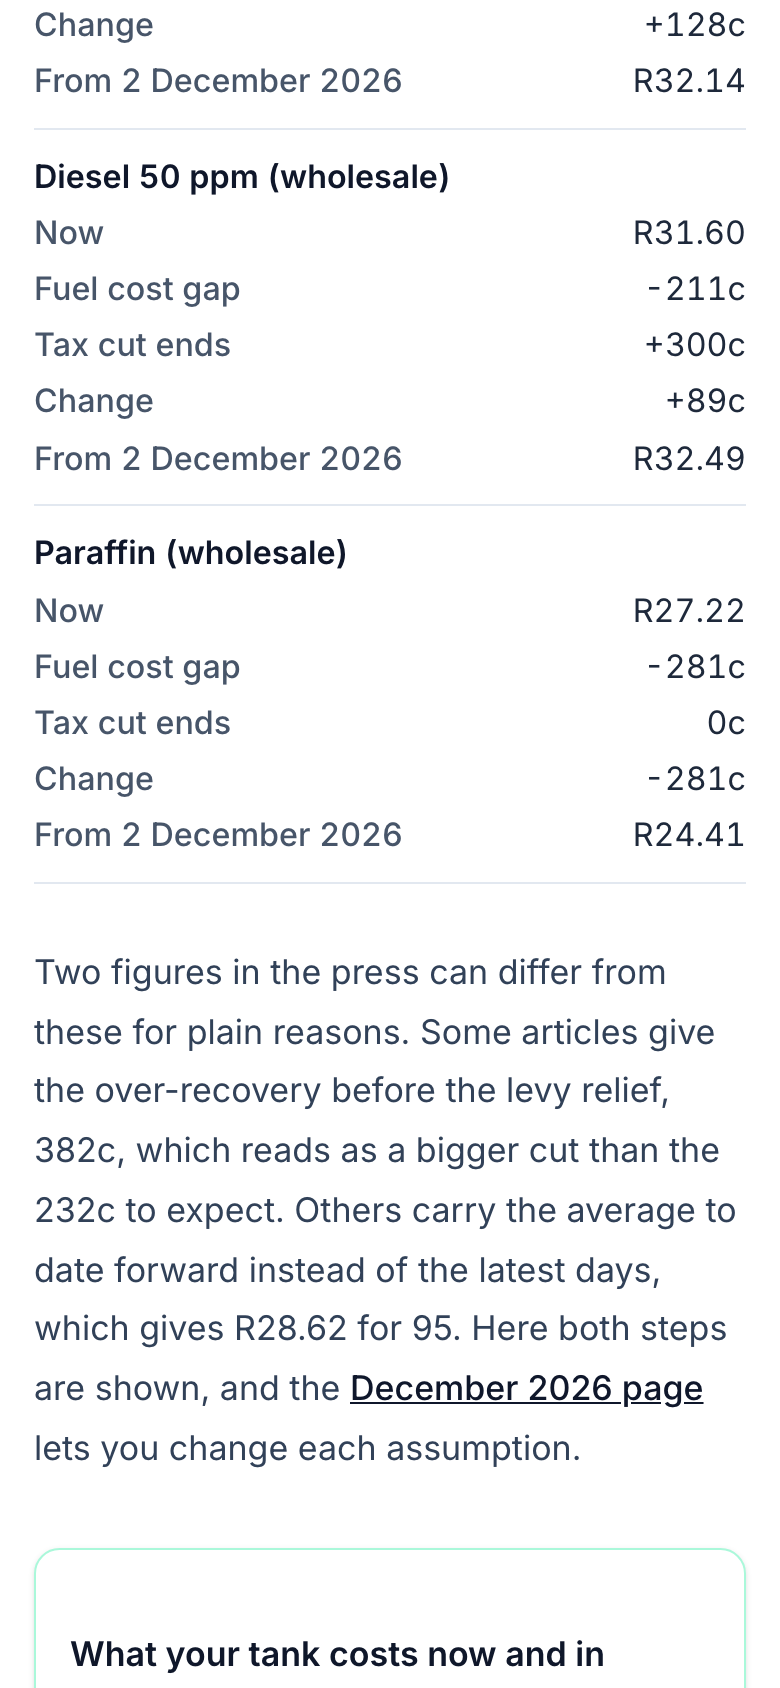 Change +128c
From 2 December 2026 R32.14
Diesel 50 ppm (wholesale)
Now R31.60
Fuel cost gap -211c
Tax cut ends +300c
Change +89c
From 2 December 2026 R32.49
Paraffin (wholesale)
Now R27.22
Fuel cost gap -281c
Tax cut ends 0c
Change -281c
From 2 December 2026 R24.41
Two figures in the press can differ from
these for plain reasons. Some articles give
the over-recovery before the levy relief,
382c, which reads as a bigger cut than the
232c to expect. Others carry the average to
date forward instead of the latest days,
which gives R28.62 for 95. Here both steps
are shown, and the December 2026 page
lets you change each assumption.
What your tank costs now and in